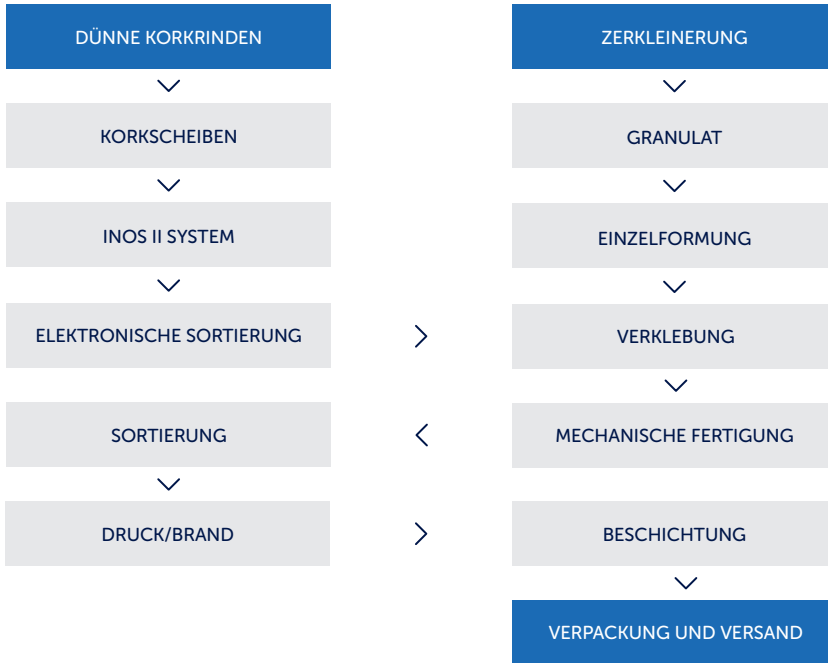 DÜNNE KORKRINDEN
KORKSCHEIBEN
INOS II SYSTEM
ELEKTRONISCHE SORTIERUNG
ZERKLEINERUNG
GRANULAT
EINZELFORMUNG
VERKLEBUNG
MECHANISCHE FERTIGUNG
SORTIERUNG
DRUCK/BRAND
BESCHICHTUNG
VERPACKUNG UND VERSAND